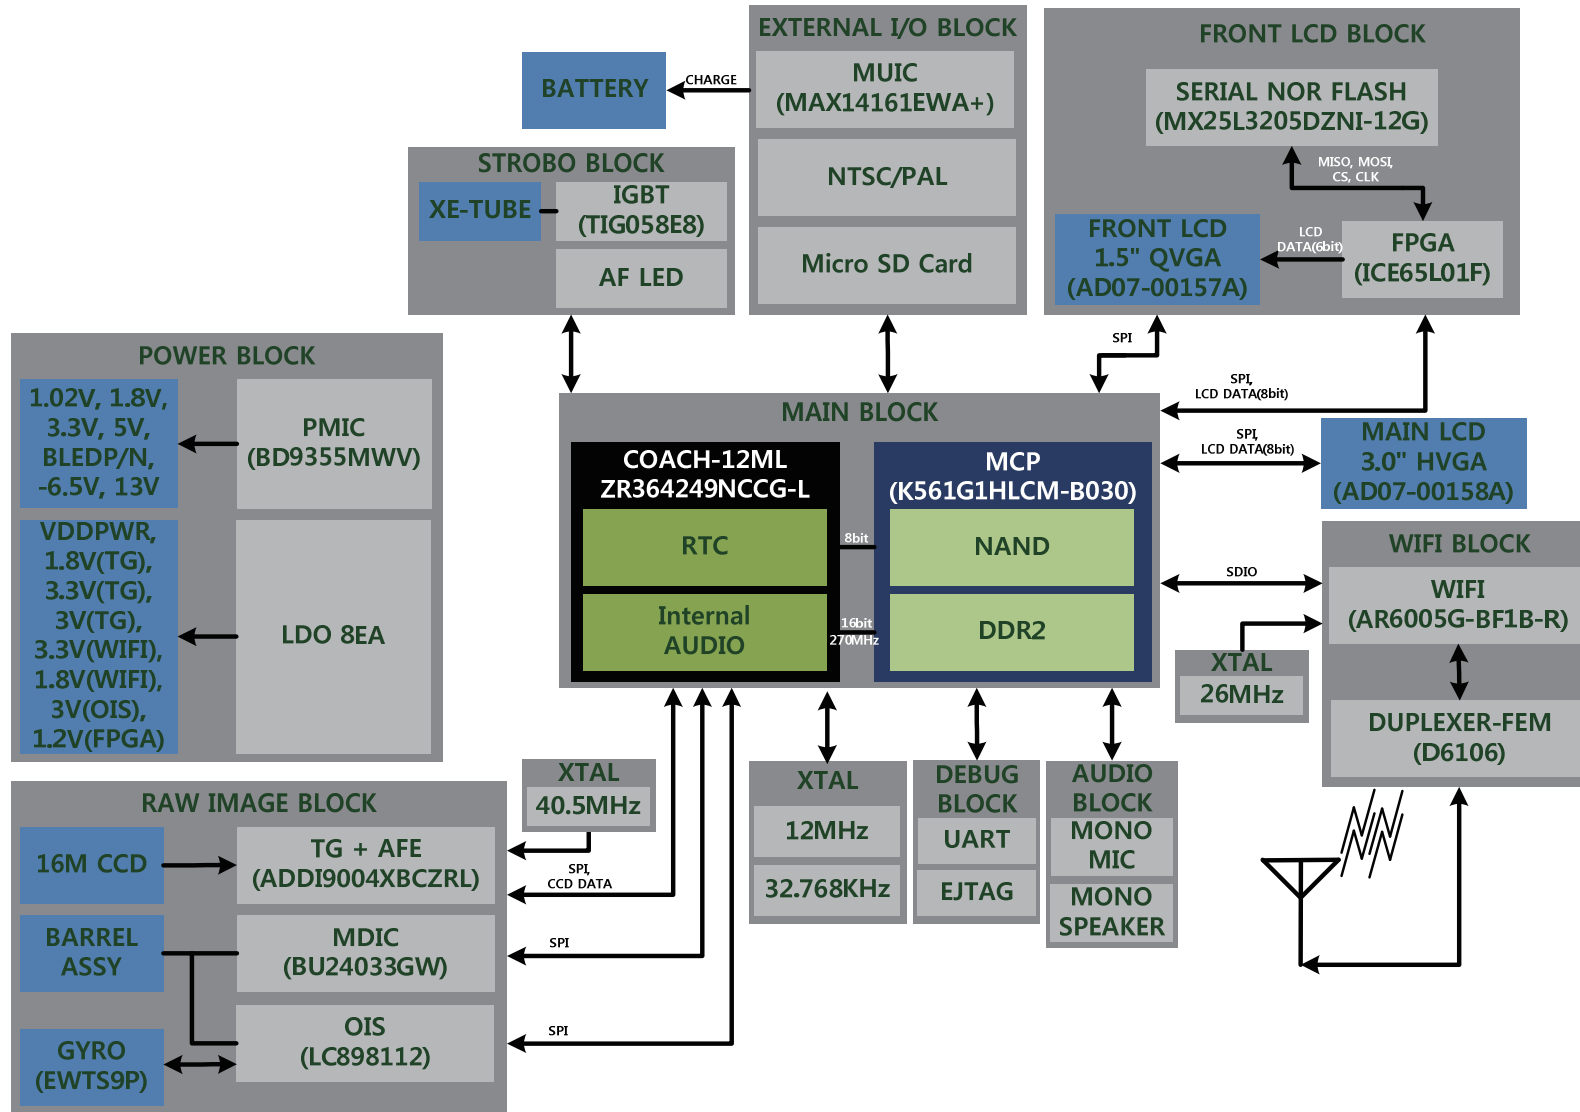 EXTERNAL I/O BLOCK
MUIC
(MAX14161EWA+)
NTSC/PAL
Micro SD Card
BATTERY
CHARGE
FRONT LCD BLOCK
SERIAL NOR FLASH
(MX25L3205DZNI-12G)
MISO, MOSI,
CS, CLK
FRONT LCD
1.5" QVGA
(AD07-00157A)
LCD
DATA(6bit)
FPGA
(ICE65L01F)
STROBO BLOCK
XE-TUBE
IGBT
(TIG058E8)
AF LED
SPI
SPI,
LCD DATA(8bit)
POWER BLOCK
1.02V, 1.8V,
3.3V, 5V,
BLEDP/N,
-6.5V, 13V
PMIC
(BD9355MWV)
VDDPWR,
1.8V(TG),
3.3V(TG),
3V(TG),
3.3V(WIFI),
1.8V(WIFI),
3V(OIS),
1.2V(FPGA)
LDO 8EA
MAIN BLOCK
COACH-12ML
ZR364249NCCG-L
RTC
Internal
AUDIO
8bit
16bit
270MHz
MCP
(K561G1HLCM-B030)
NAND
DDR2
SPI,
LCD DATA(8bit)
MAIN LCD
3.0" HVGA
(AD07-00158A)
SDIO
WIFI BLOCK
WIFI
(AR6005G-BF1B-R)
DUPLEXER-FEM
(D6106)
XTAL
26MHz
RAW IMAGE BLOCK
16M CCD
TG + AFE
(ADDI9004XBCZRL)
BARREL
ASSY
MDIC
(BU24033GW)
GYRO
(EWTS9P)
OIS
(LC898112)
XTAL
40.5MHz
SPI,
CCD DATA
SPI
SPI
XTAL
12MHz
32.768KHz
DEBUG
BLOCK
UART
EJTAG
AUDIO
BLOCK
MONO
MIC
MONO
SPEAKER